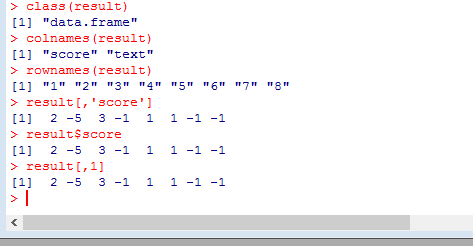 > class(result)
[1] "data.frame"
> colnames(result)
[1] "score" "text"
> rownames(result)
[1] "1" "2" "3" "4" "5" "6" "7" "8"
> result[,'score']
[1]  2 -5  3 -1  1  1 -1 -1
> result$score
[1]  2 -5  3 -1  1  1 -1 -1
> result[,1]
[1]  2 -5  3 -1  1  1 -1 -1
>